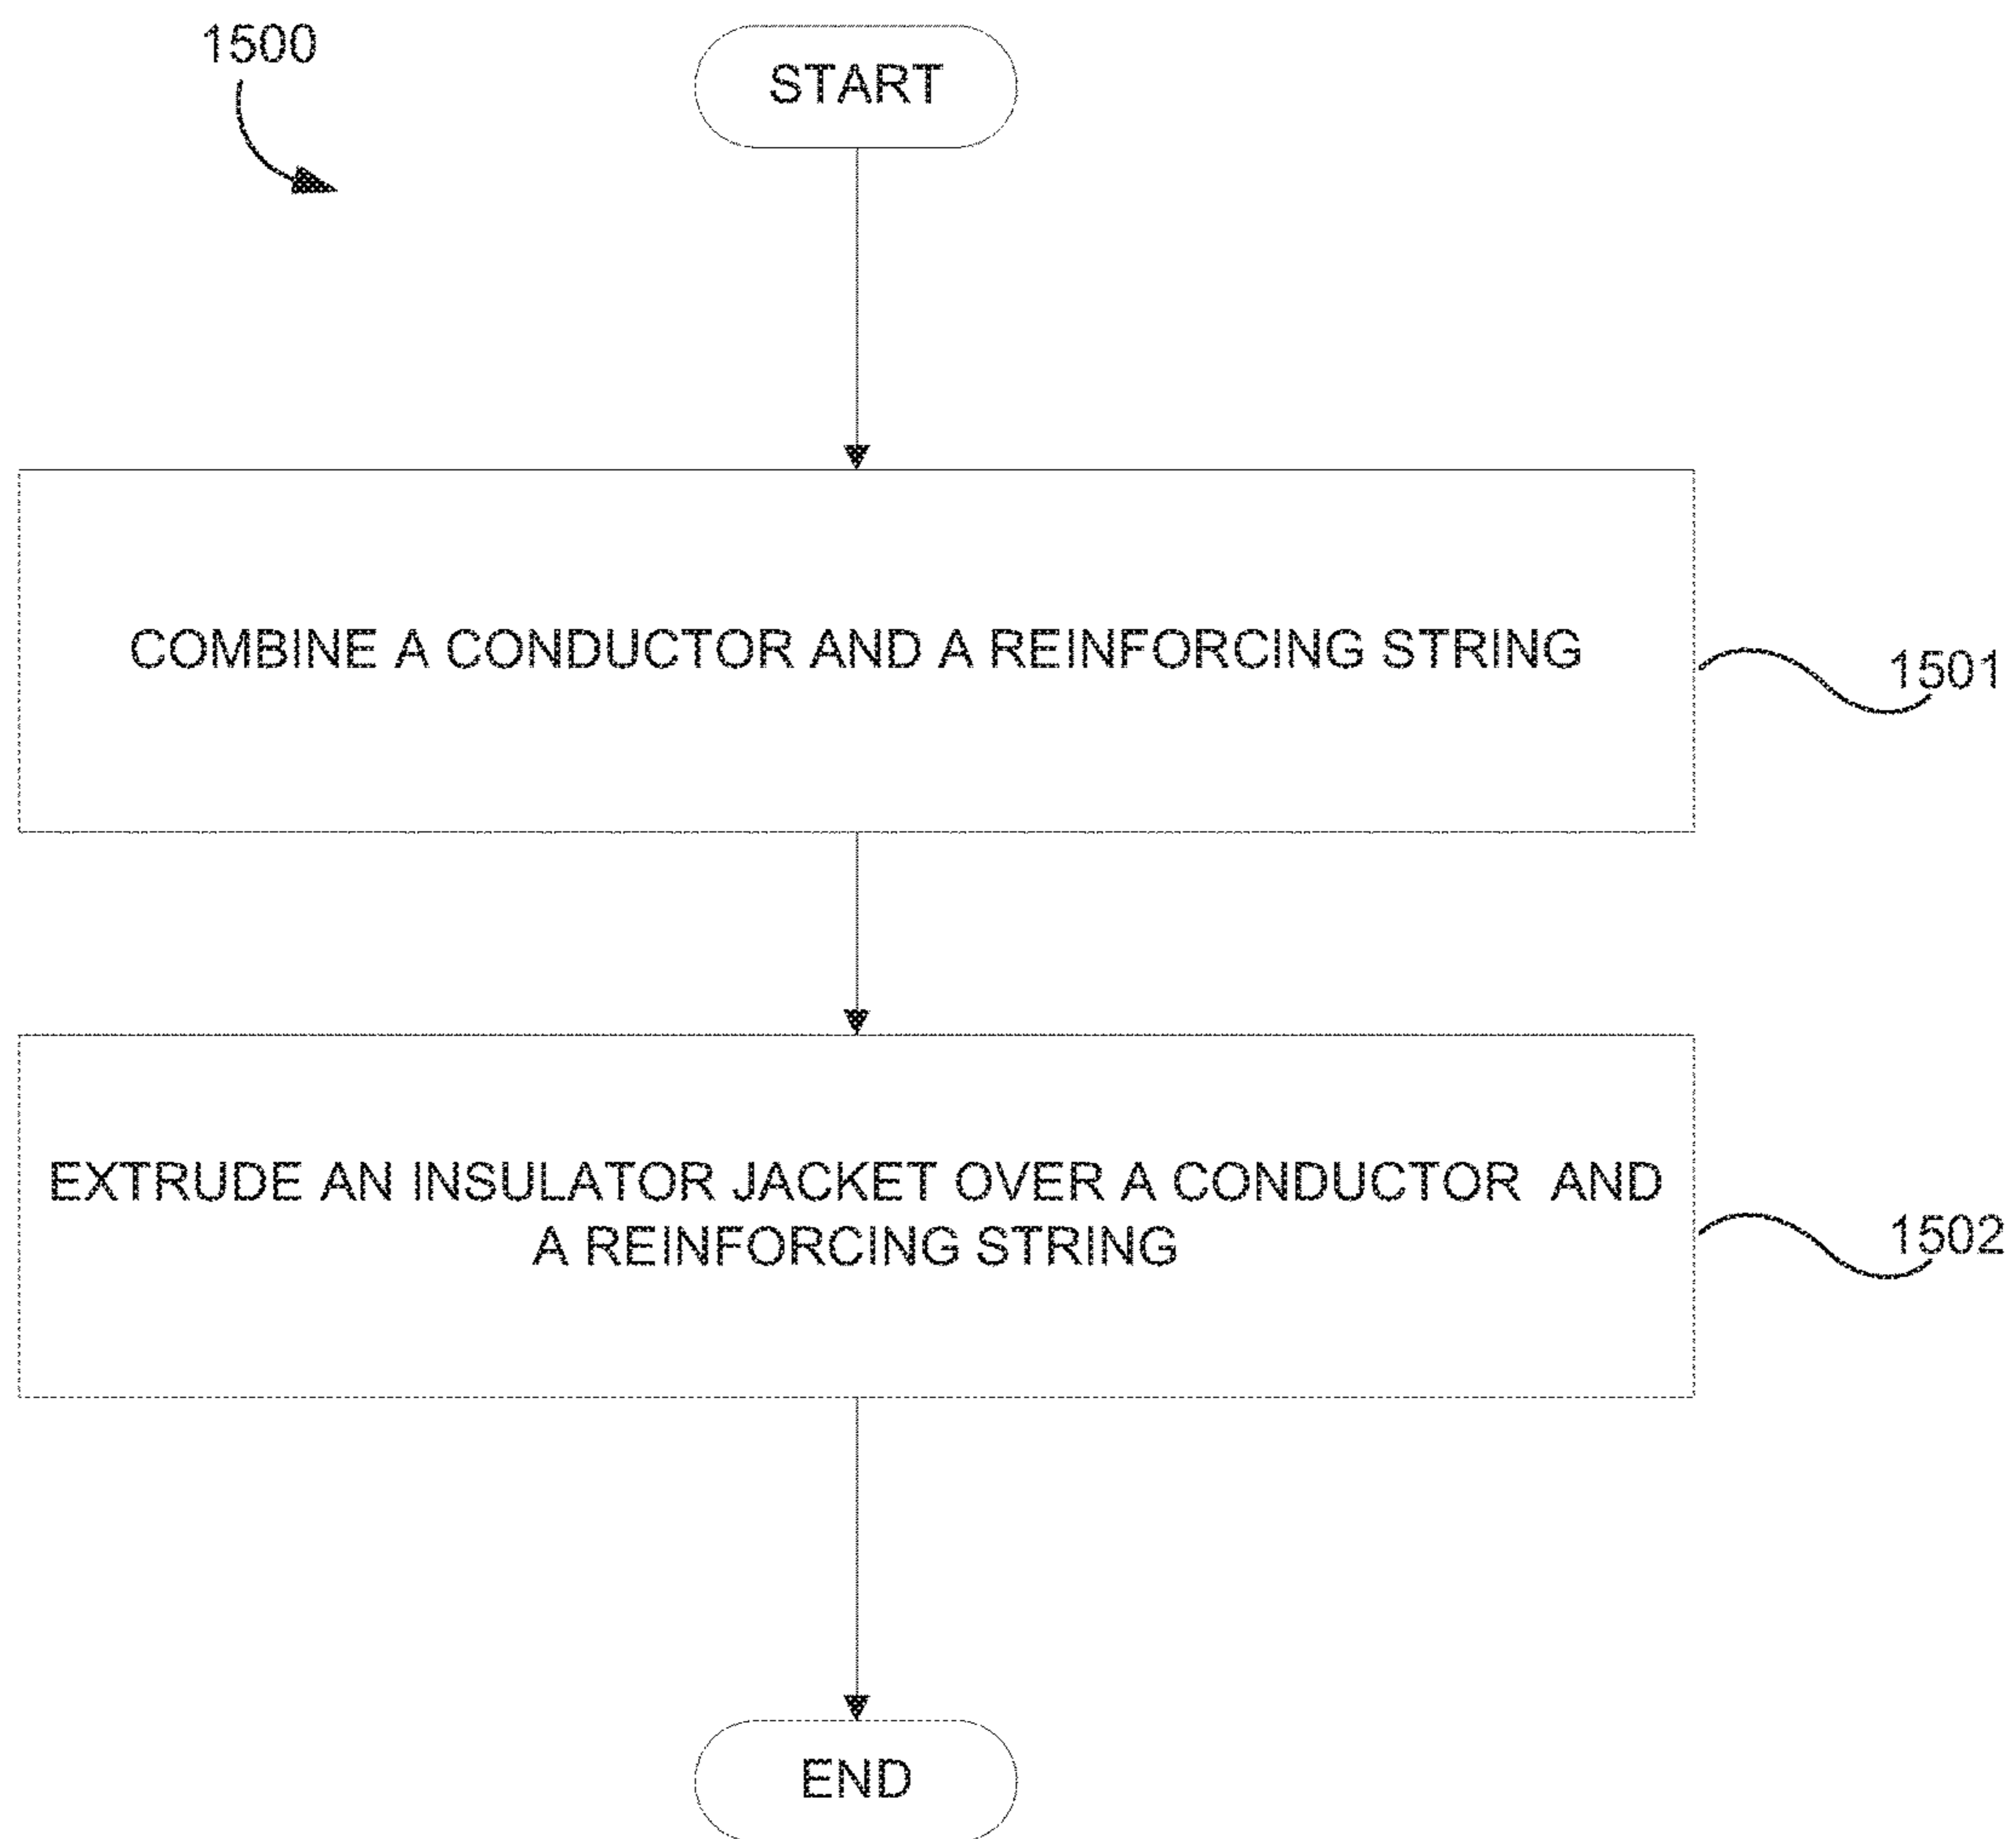 1500
START
COMBINE A CONDUCTOR AND A REINFORCING STRING
1501
EXTRUDE AN INSULATOR JACKET OVER A CONDUCTOR AND
A REINFORCING STRING
1502
END